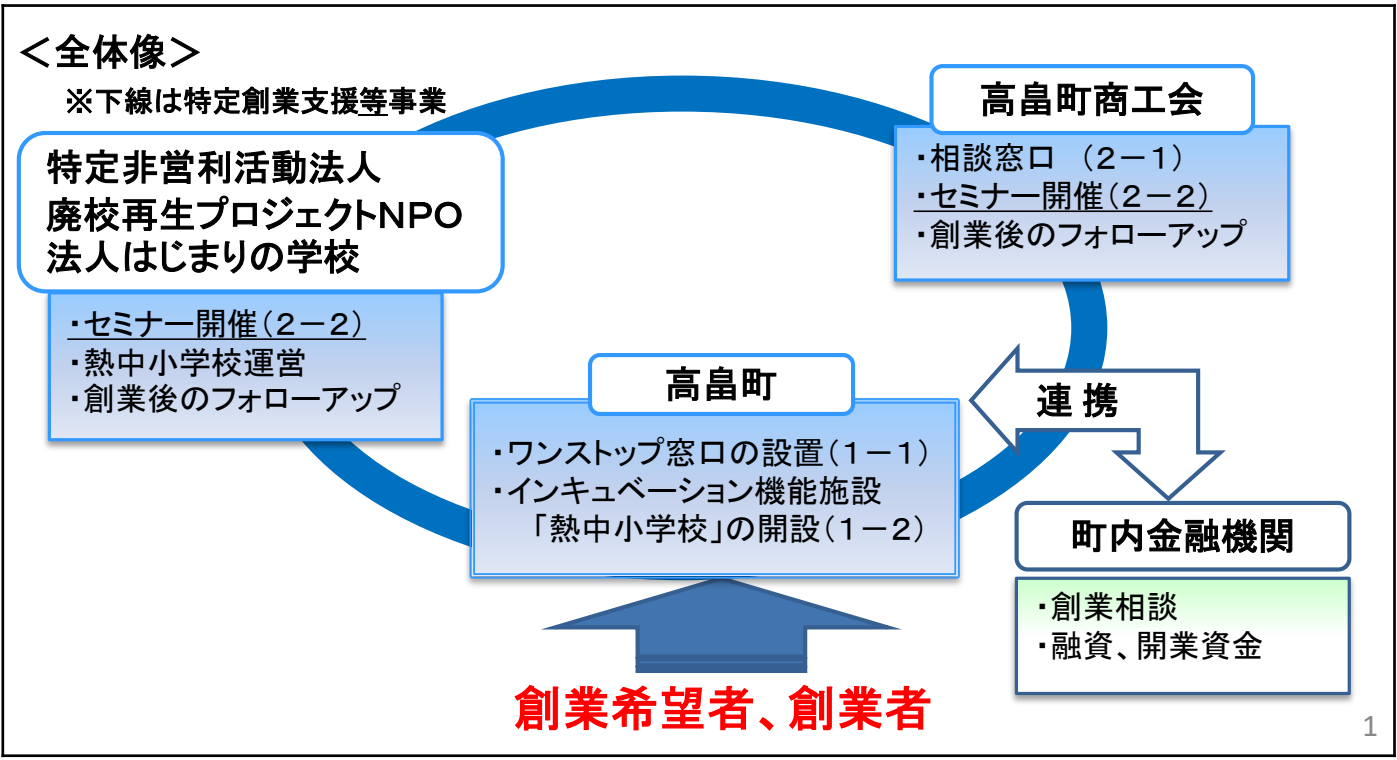 ＜全体像＞
※下線は特定創業支援等事業
特定非営利活動法人
廃校再生プロジェクトNPO
法人はじまりの学校
・セミナー開催（２－２）
・熱中小学校運営
・創業後のフォローアップ
高畠町商工会
・相談窓口　（２－１）
・セミナー開催（２－２）
・創業後のフォローアップ
高畠町
・ワンストップ窓口の設置（１－１）
・インキュベーション機能施設
「熱中小学校」の開設（１－２）
連 携
町内金融機関
・創業相談
・融資、開業資金
創業希望者、創業者
1